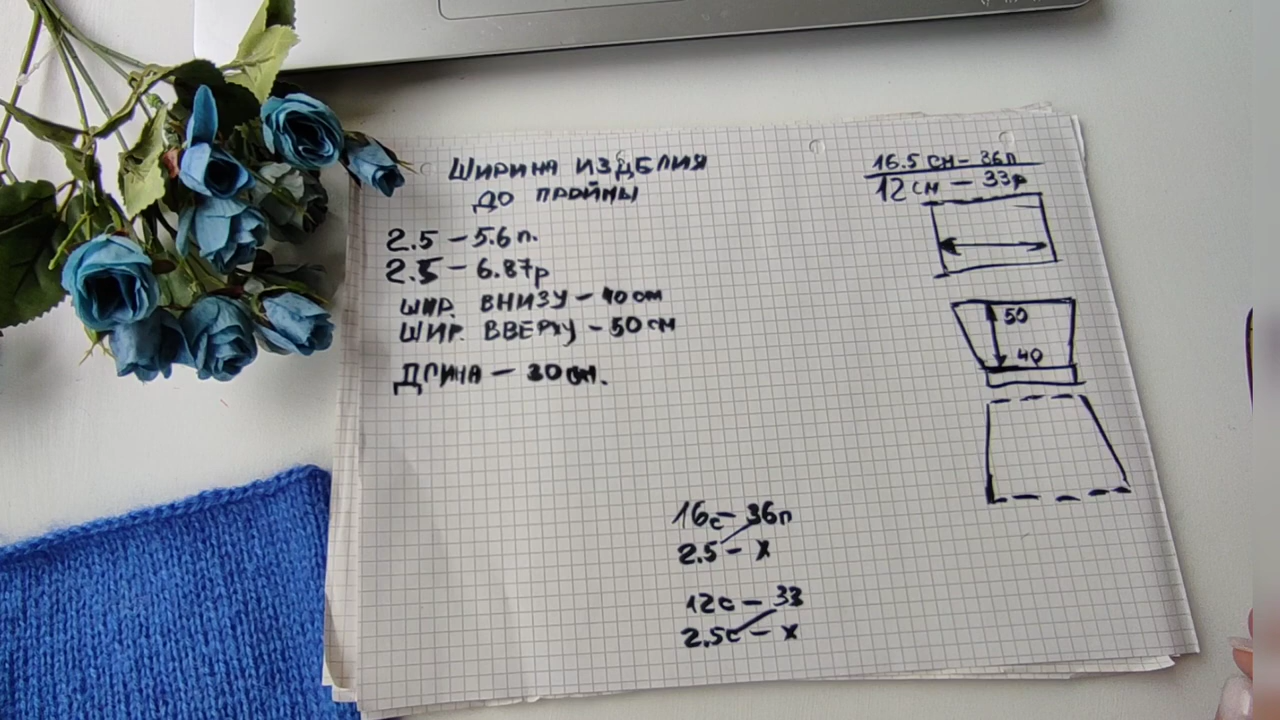 ШИРИНА ИЗДЕЛИЯ
ДО ПРОЙМЫ
2.5 – 5.6п.
2.5 – 6.87р
ШИР. ВНИЗУ – 40 см
ШИР. ВВЕРХУ – 50 см
ДЛИНА – 30 см.
16.5 СМ – 36п
12 СМ – 33р
50
40
16с – 36п
2.5 – х
12с – 33
2.5с – х